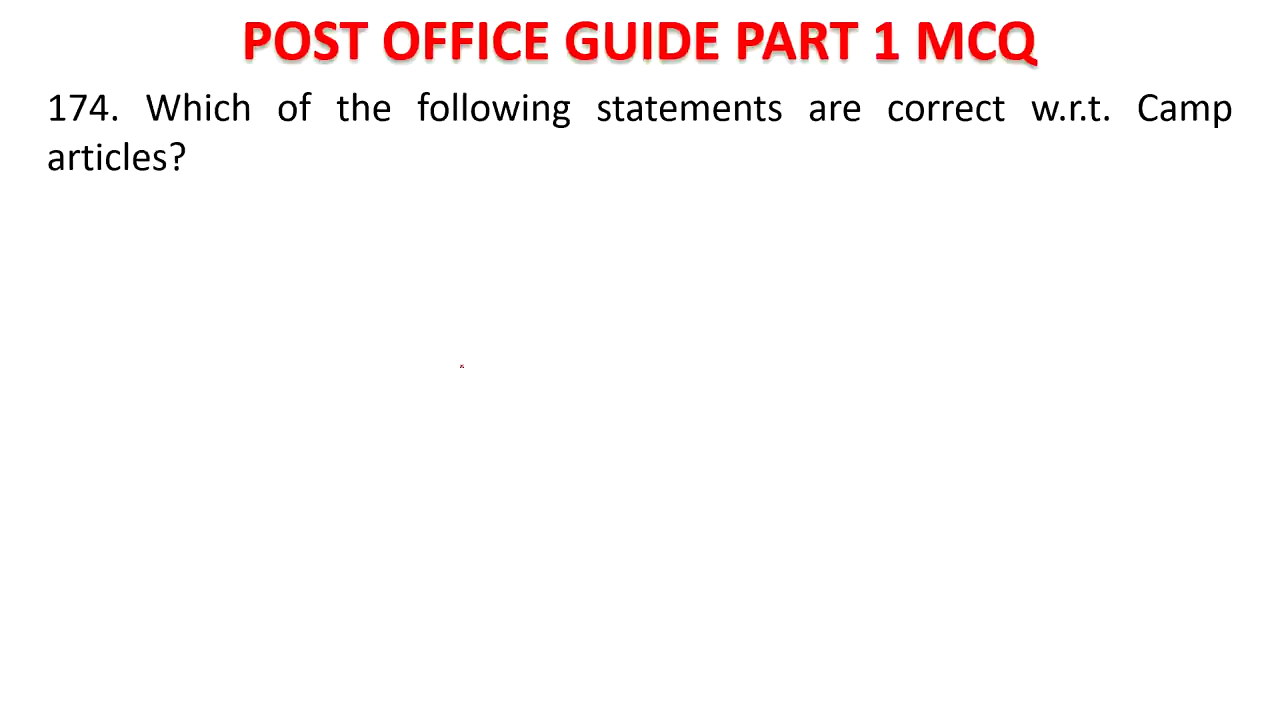 POST OFFICE GUIDE PART 1 MCQ
174. Which of the following statements are correct w.r.t. Camp
articles?